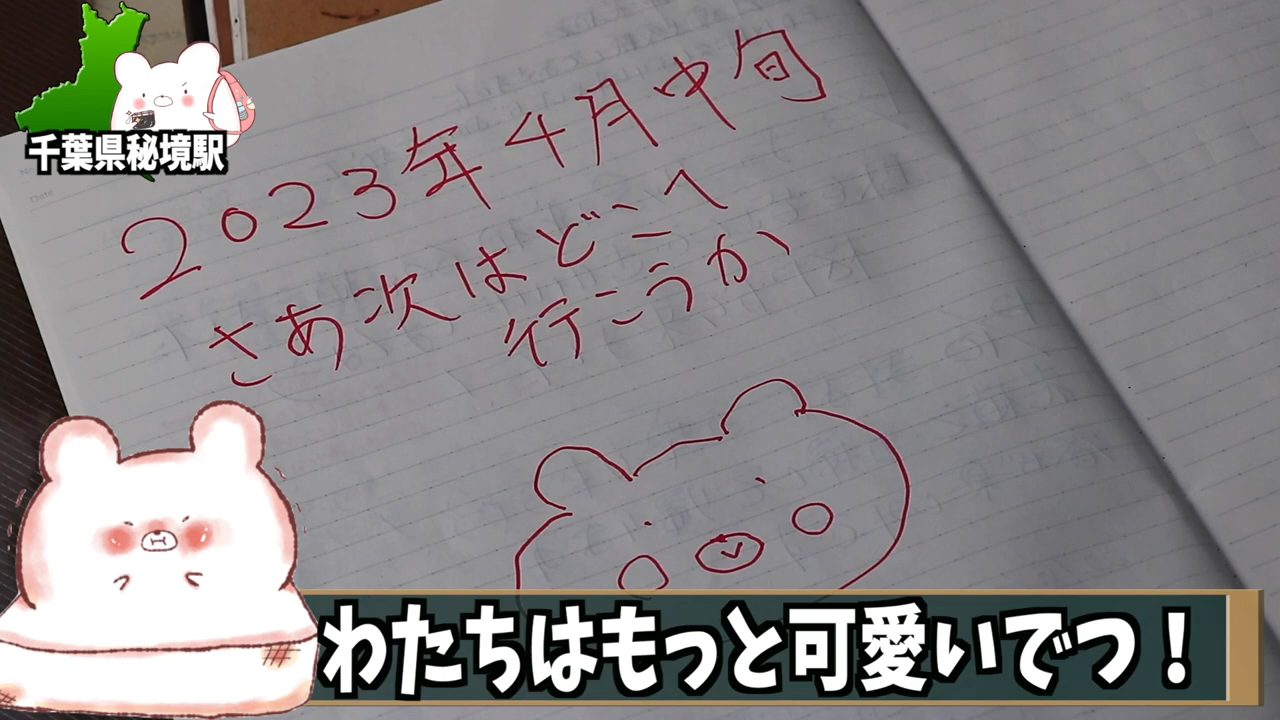 千葉県秘境駅
2023年4月中旬
さあ次はどこへ
行こうか
わたちはもっと可愛いでつ！